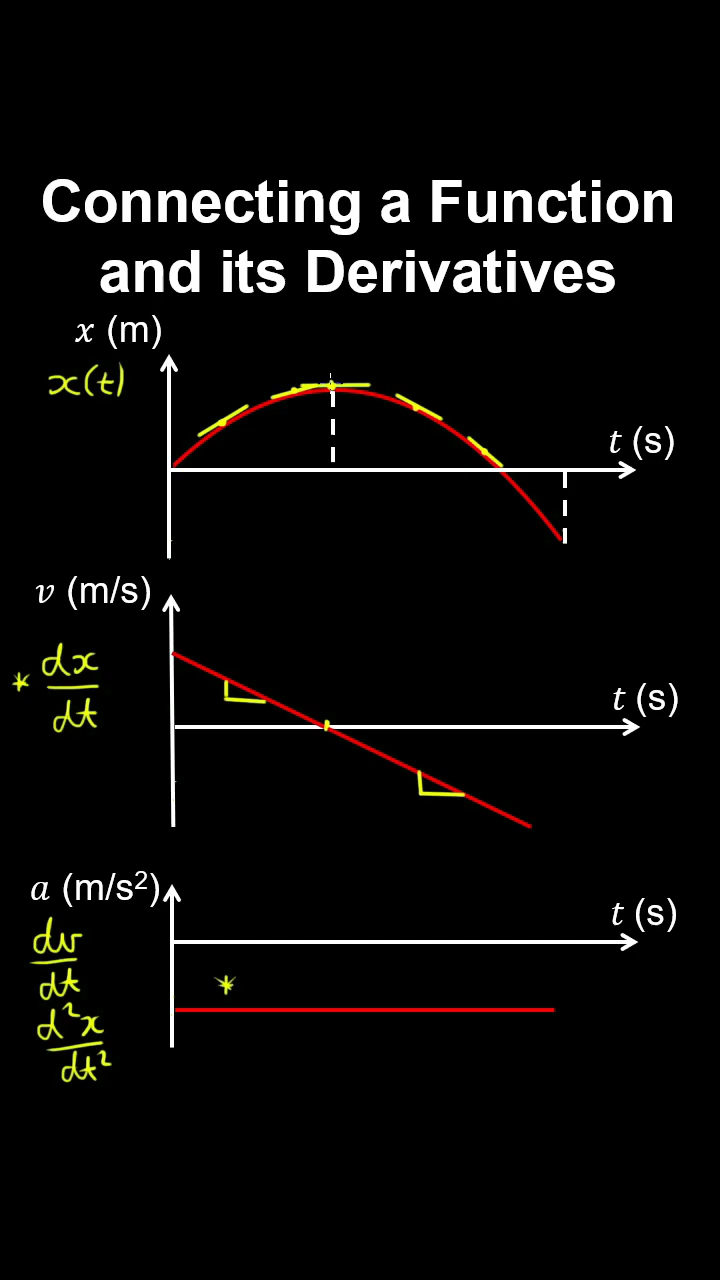 Connecting a Function
and its Derivatives
x (m)
x(t)
t (s)
v (m/s)
* dx/dt
t (s)
a (m/s²)
t (s)
dv/dt
*
d²x/dt²